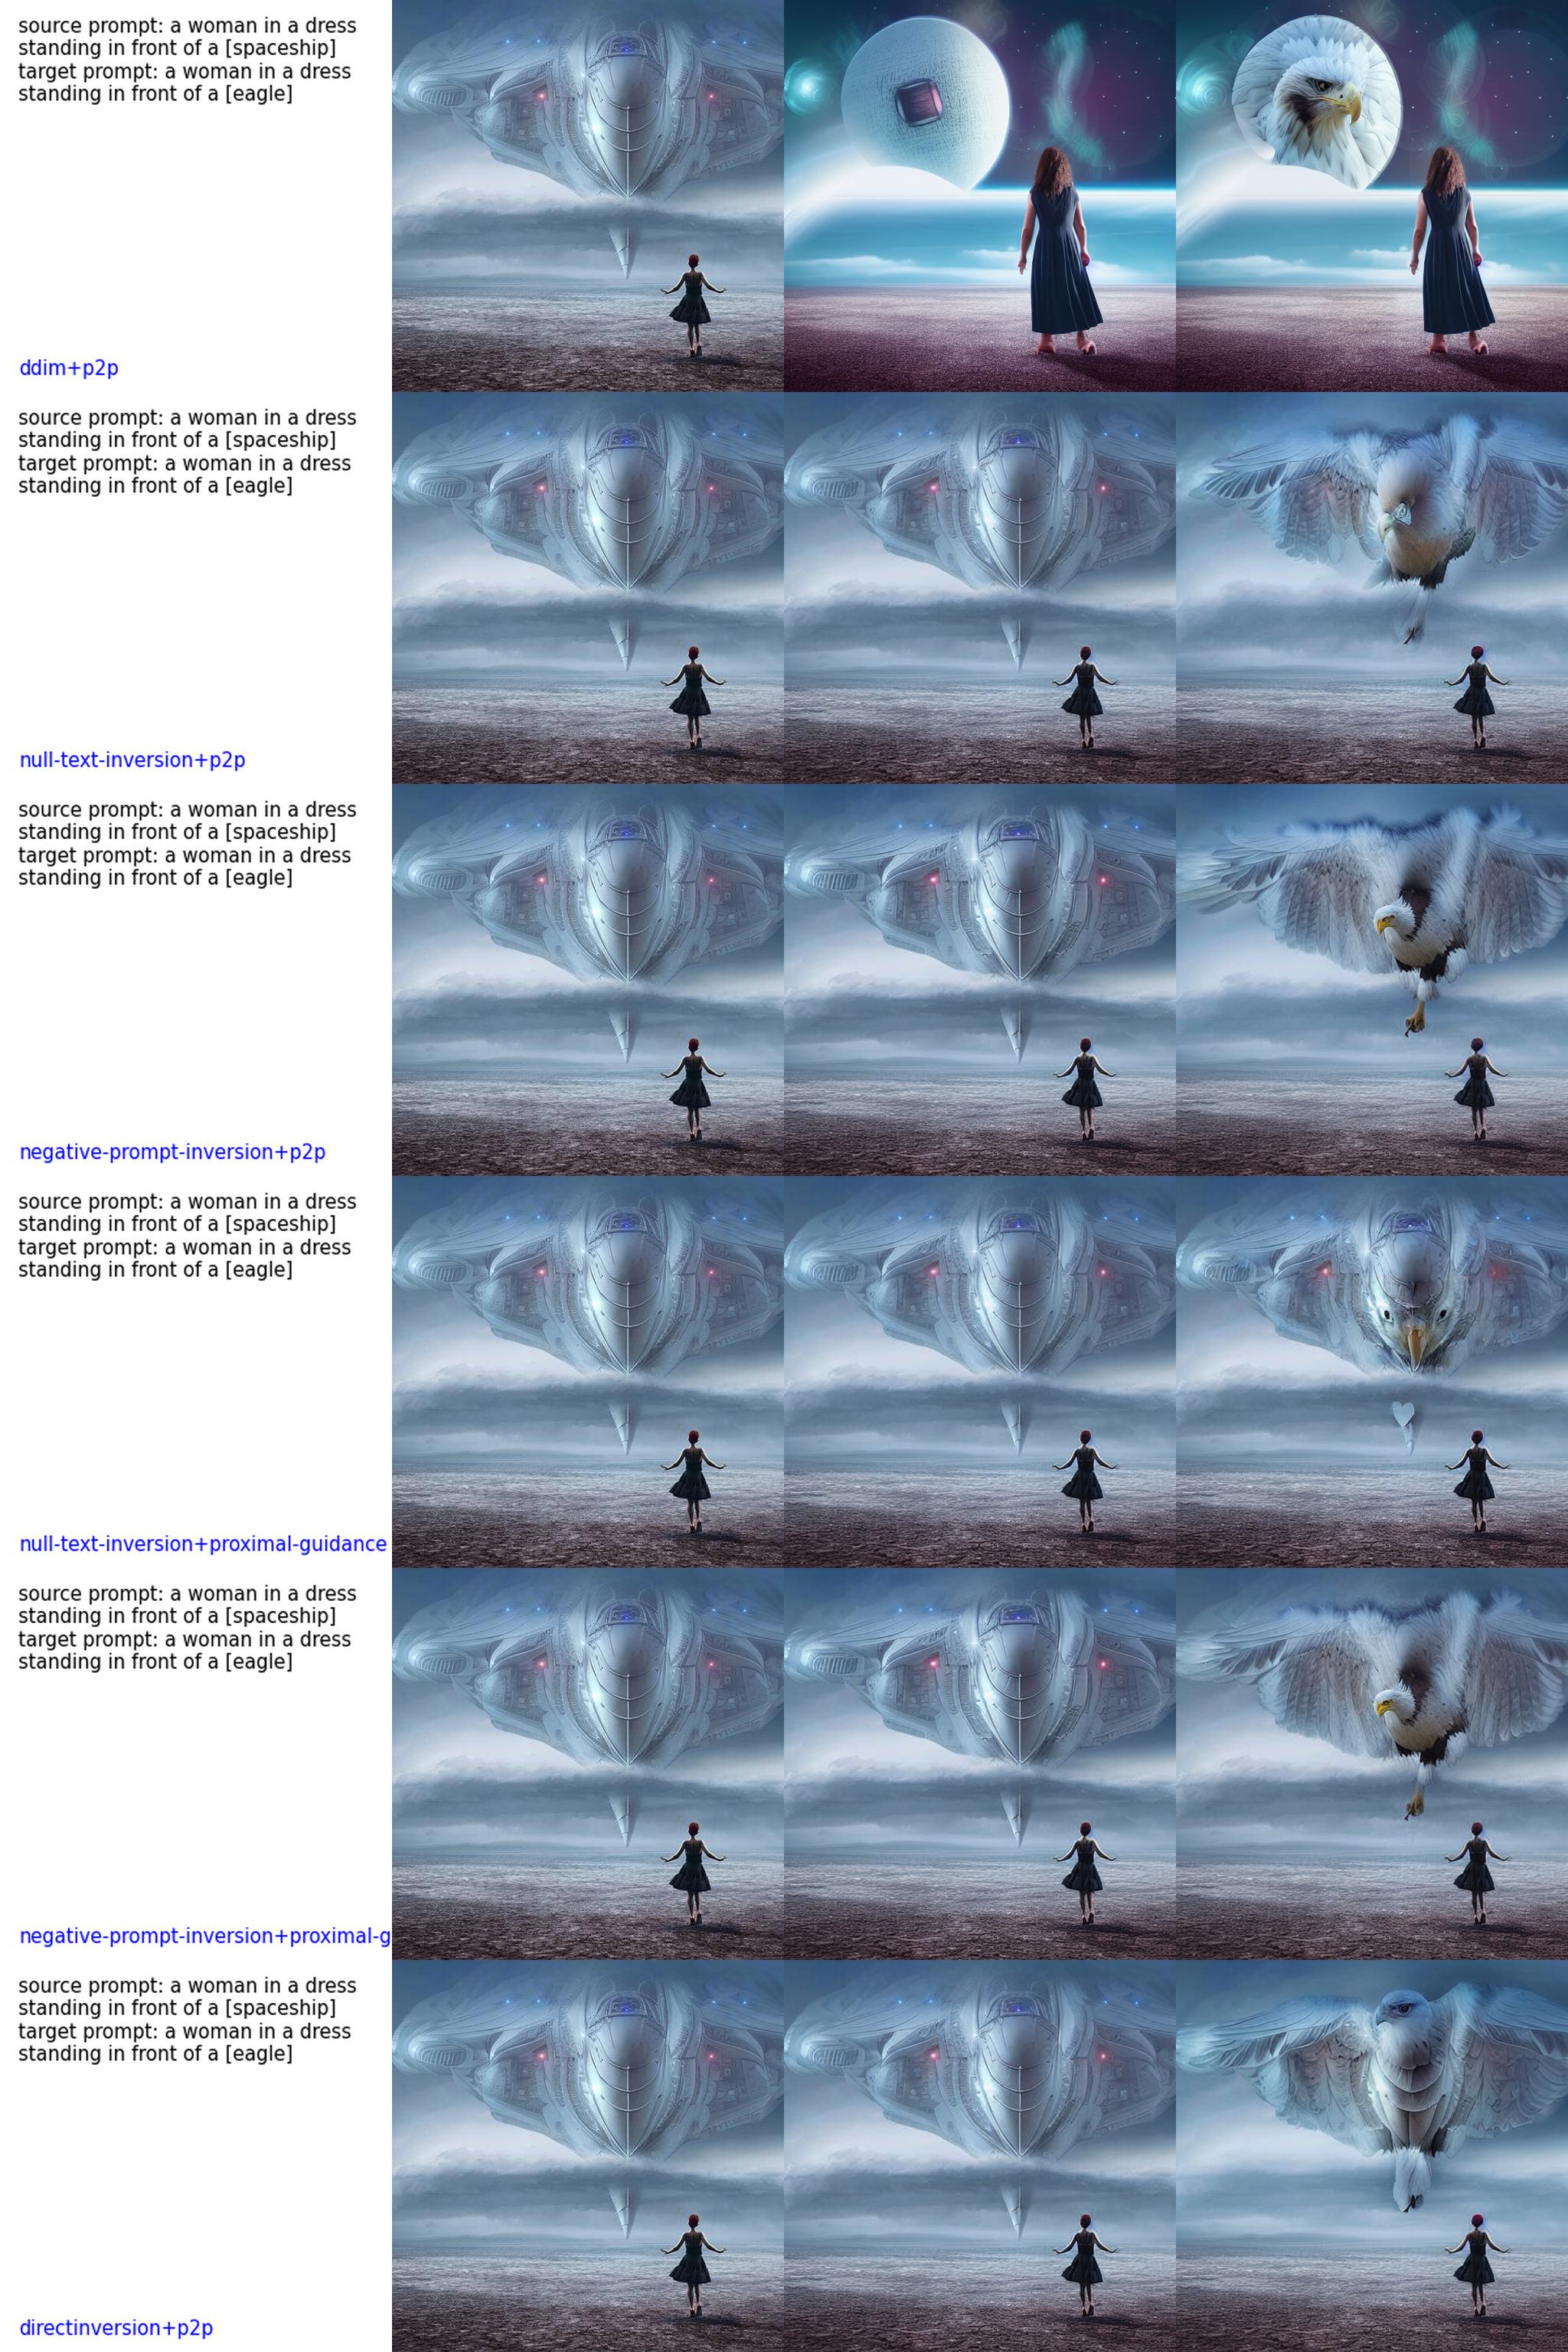 source prompt: a woman in a dress
standing in front of a [spaceship]
target prompt: a woman in a dress
standing in front of a [eagle]
ddim+p2p
source prompt: a woman in a dress
standing in front of a [spaceship]
target prompt: a woman in a dress
standing in front of a [eagle]
null-text-inversion+p2p
source prompt: a woman in a dress
standing in front of a [spaceship]
target prompt: a woman in a dress
standing in front of a [eagle]
negative-prompt-inversion+p2p
source prompt: a woman in a dress
standing in front of a [spaceship]
target prompt: a woman in a dress
standing in front of a [eagle]
null-text-inversion+proximal-guidance
source prompt: a woman in a dress
standing in front of a [spaceship]
target prompt: a woman in a dress
standing in front of a [eagle]
negative-prompt-inversion+proximal-g
source prompt: a woman in a dress
standing in front of a [spaceship]
target prompt: a woman in a dress
standing in front of a [eagle]
directinversion+p2p